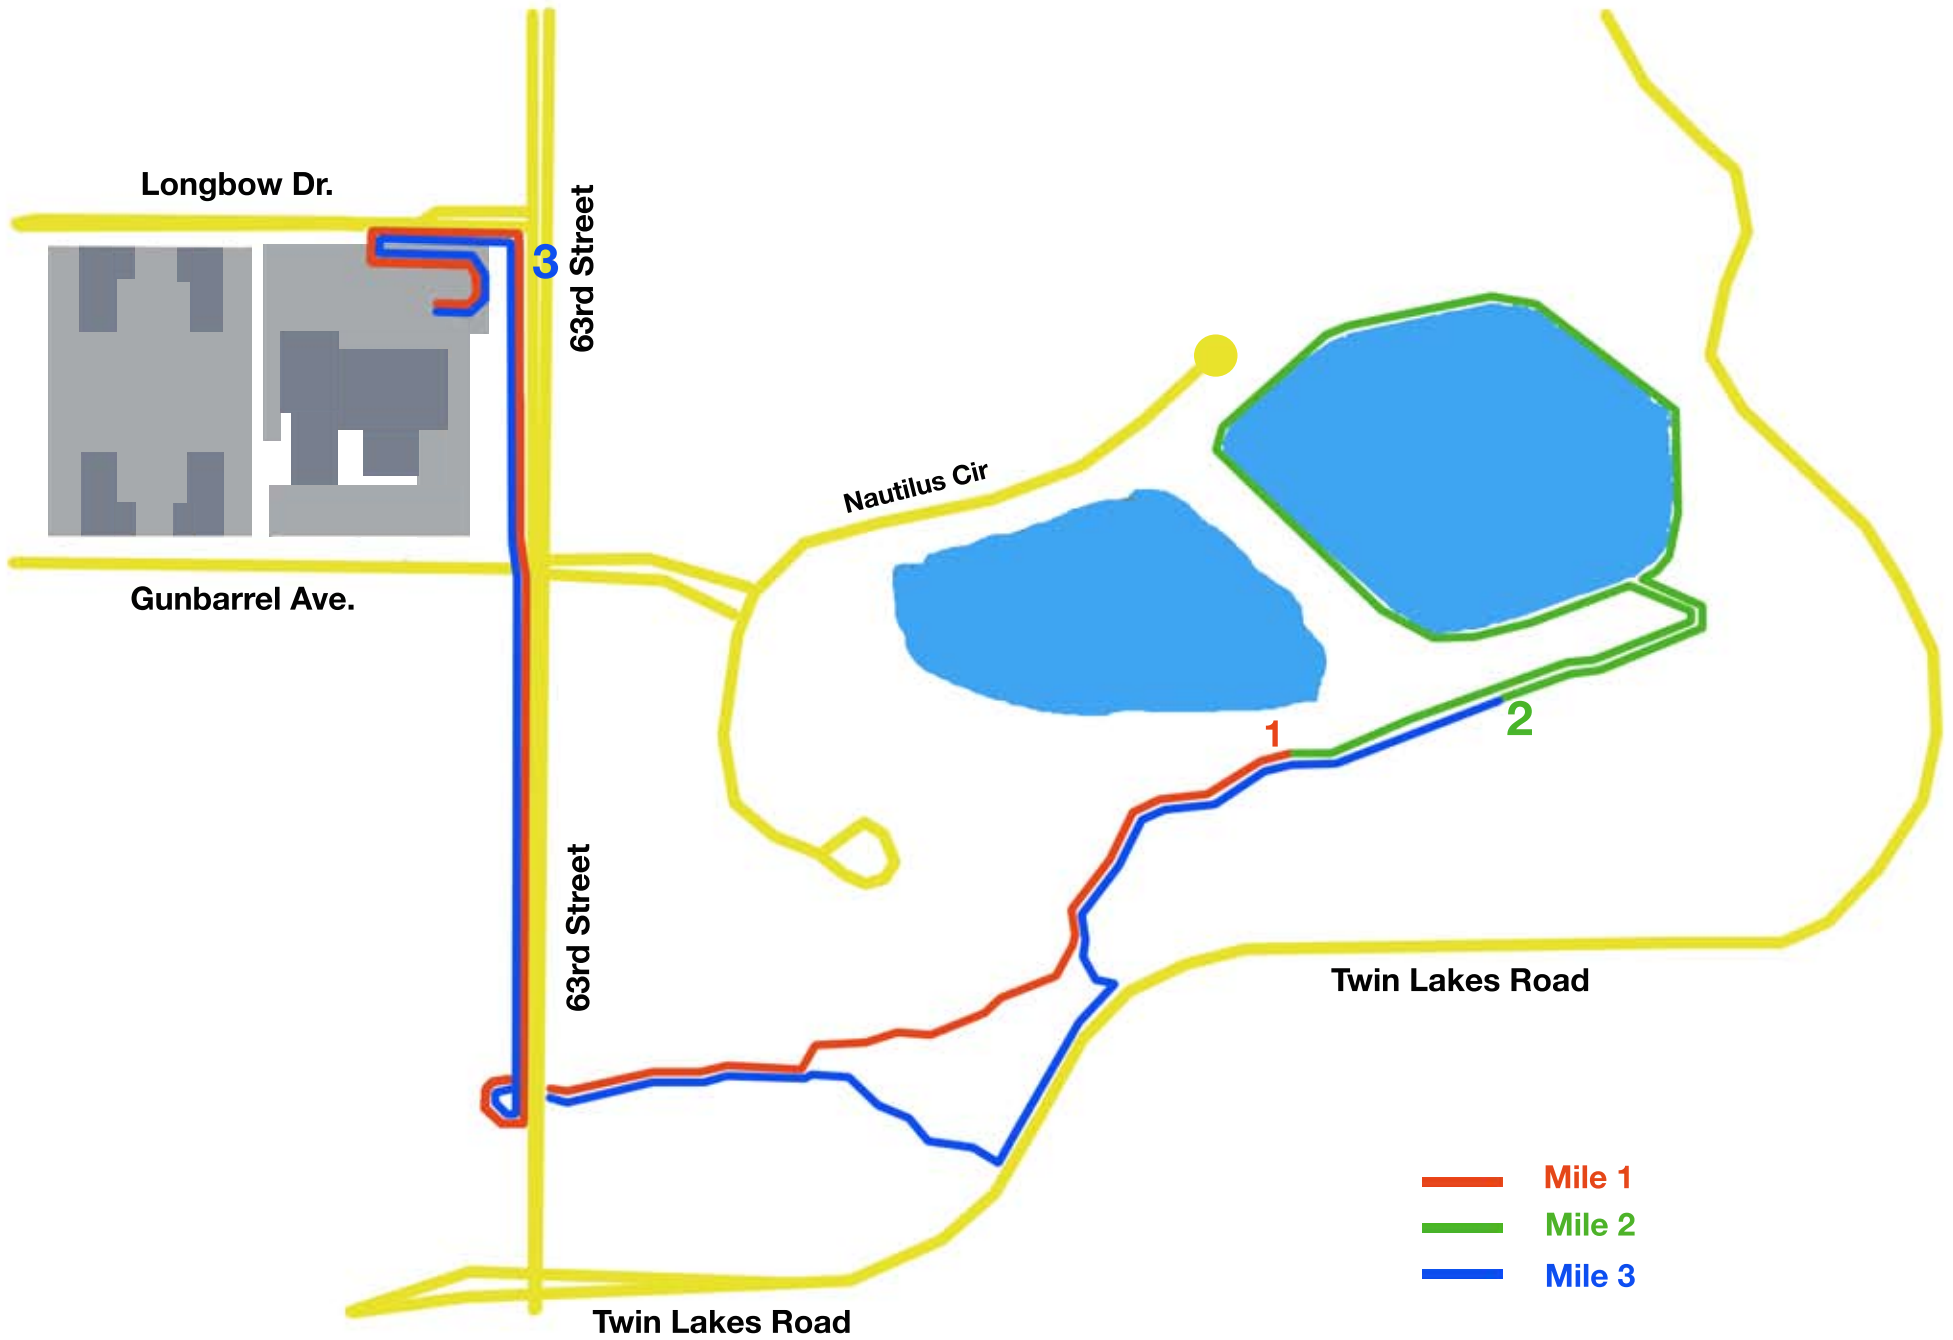 Longbow Dr.
3
63rd Street
Nautilus Cir
Gunbarrel Ave.
1
2
63rd Street
Twin Lakes Road
Mile 1
Mile 2
Mile 3
Twin Lakes Road